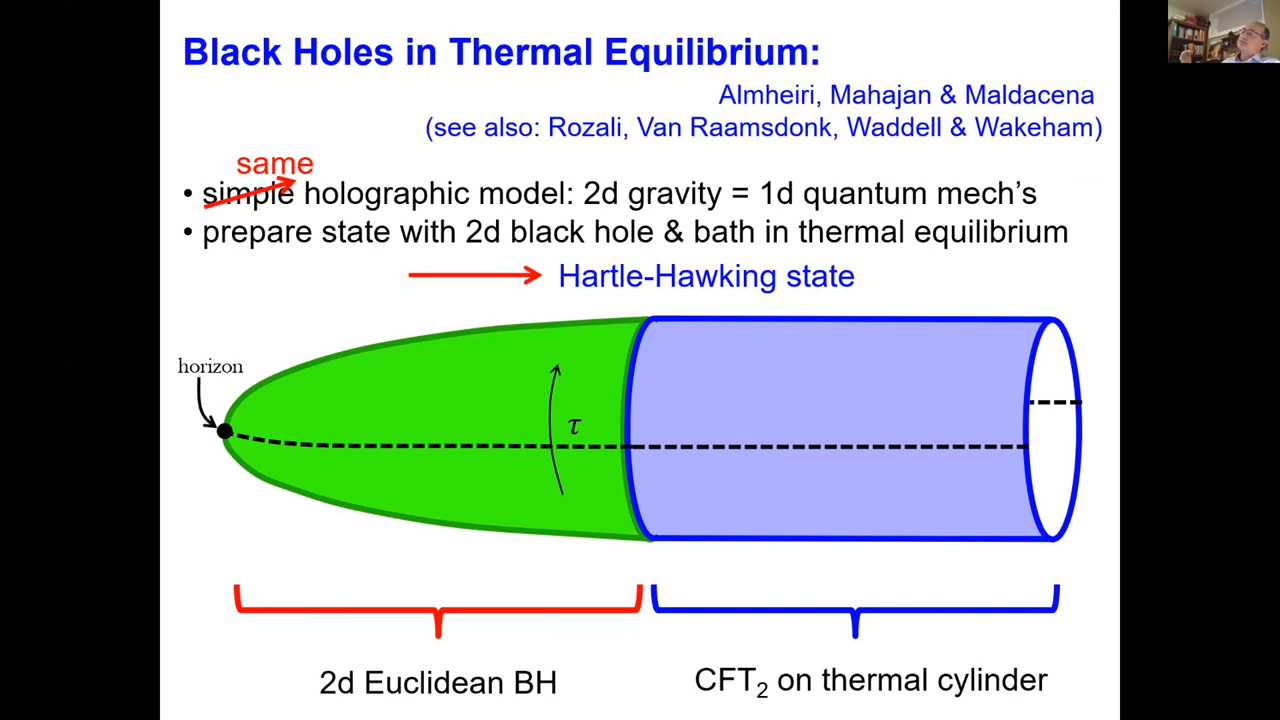 Black Holes in Thermal Equilibrium:
Almheiri, Mahajan & Maldacena
(see also: Rozali, Van Raamsdonk, Waddell & Wakeham)
same
• simple holographic model: 2d gravity = 1d quantum mech's
• prepare state with 2d black hole & bath in thermal equilibrium
Hartle-Hawking state
horizon
τ
2d Euclidean BH
CFT₂ on thermal cylinder